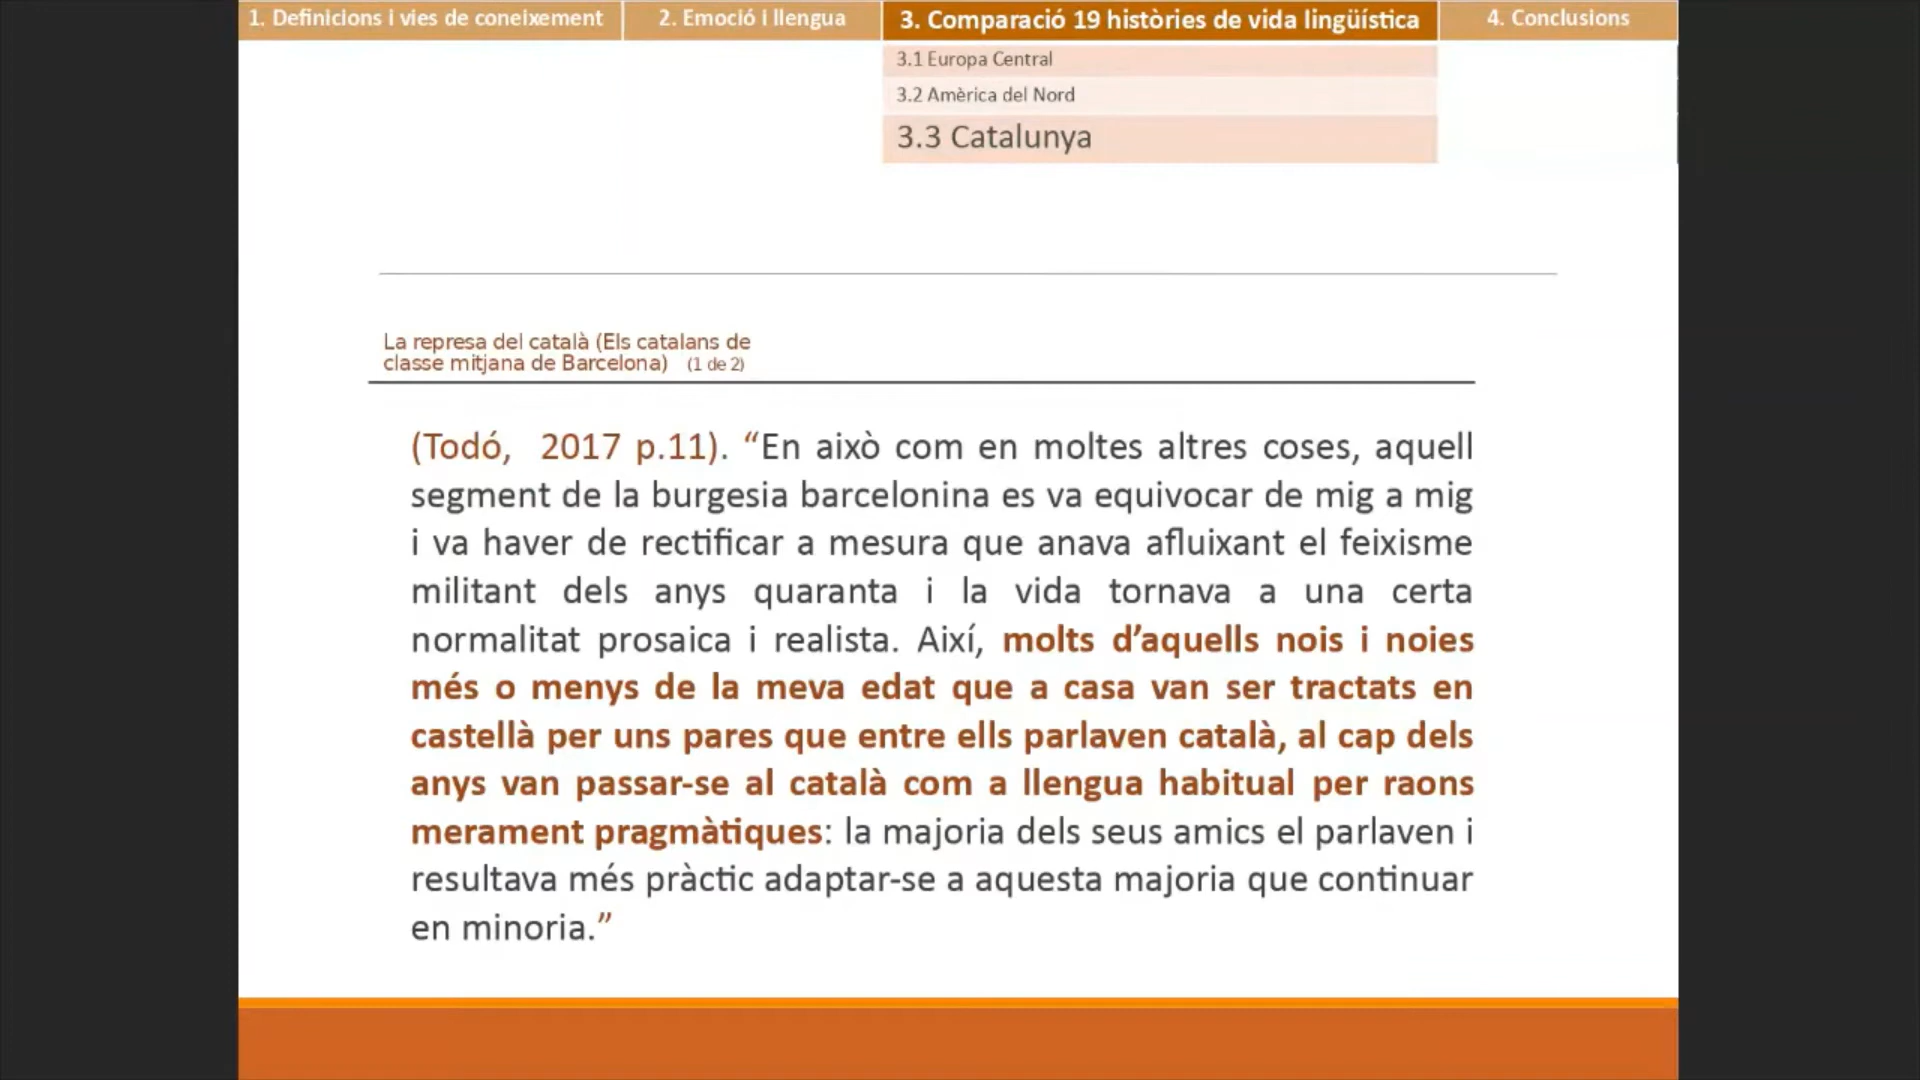 1. Definicions i vies de coneixement
2. Emoció i llengua
3. Comparació 19 històries de vida lingüística
4. Conclusions
3.1 Europa Central
3.2 Amèrica del Nord
3.3 Catalunya
La represa del català (Els catalans de
classe mitjana de Barcelona) (1 de 2)
(Todó, 2017 p.11). “En això com en moltes altres coses, aquell
segment de la burgesia barcelonina es va equivocar de mig a mig
i va haver de rectificar a mesura que anava afluixant el feixisme
militant dels anys quaranta i la vida tornava a una certa
normalitat prosaica i realista. Així, molts d’aquells nois i noies
més o menys de la meva edat que a casa van ser tractats en
castellà per uns pares que entre ells parlaven català, al cap dels
anys van passar-se al català com a llengua habitual per raons
merament pragmàtiques: la majoria dels seus amics el parlaven i
resultava més pràctic adaptar-se a aquesta majoria que continuar
en minoria.”